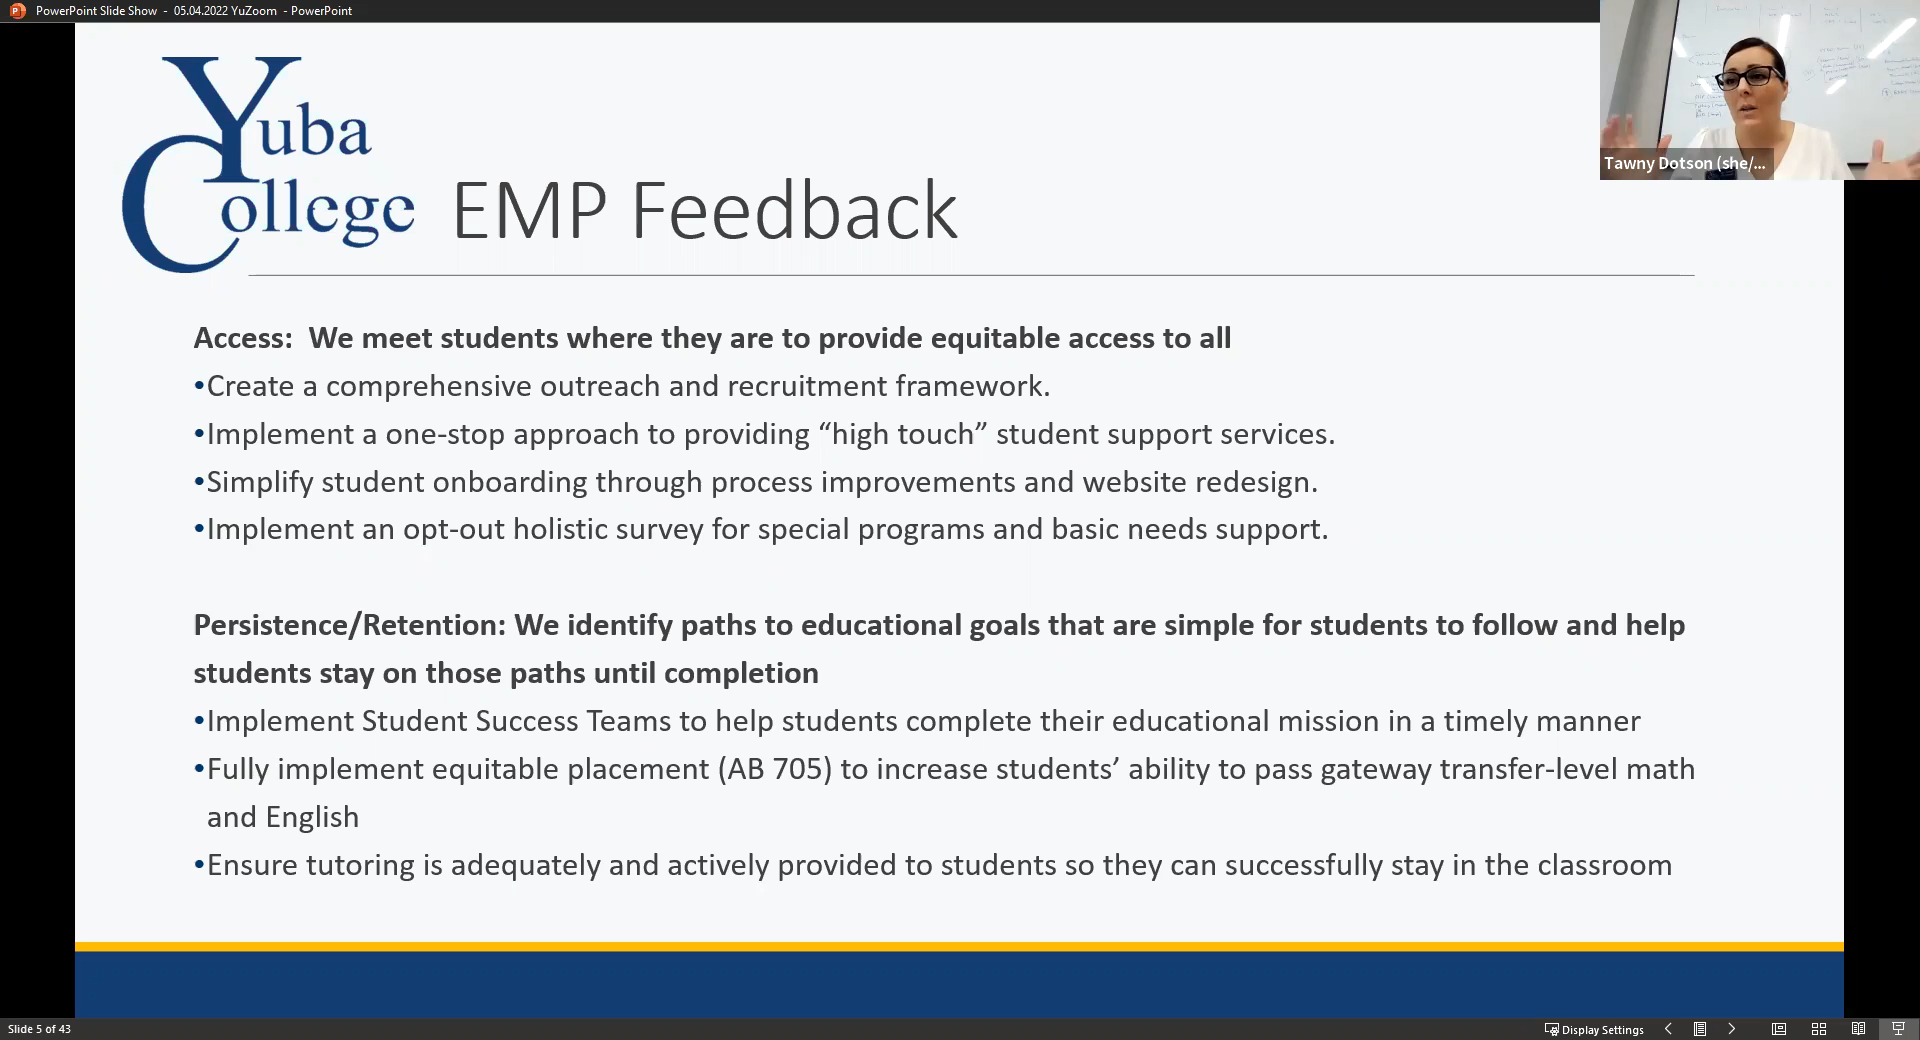 PowerPoint Slide Show - 05.04.2022 YuZoom - PowerPoint
Yuba
College
EMP Feedback
Tawny Dotson (she/...
Access: We meet students where they are to provide equitable access to all
•Create a comprehensive outreach and recruitment framework.
•Implement a one-stop approach to providing “high touch” student support services.
•Simplify student onboarding through process improvements and website redesign.
•Implement an opt-out holistic survey for special programs and basic needs support.
Persistence/Retention: We identify paths to educational goals that are simple for students to follow and help
students stay on those paths until completion
•Implement Student Success Teams to help students complete their educational mission in a timely manner
•Fully implement equitable placement (AB 705) to increase students’ ability to pass gateway transfer-level math
and English
•Ensure tutoring is adequately and actively provided to students so they can successfully stay in the classroom
Slide 5 of 43
Display Settings